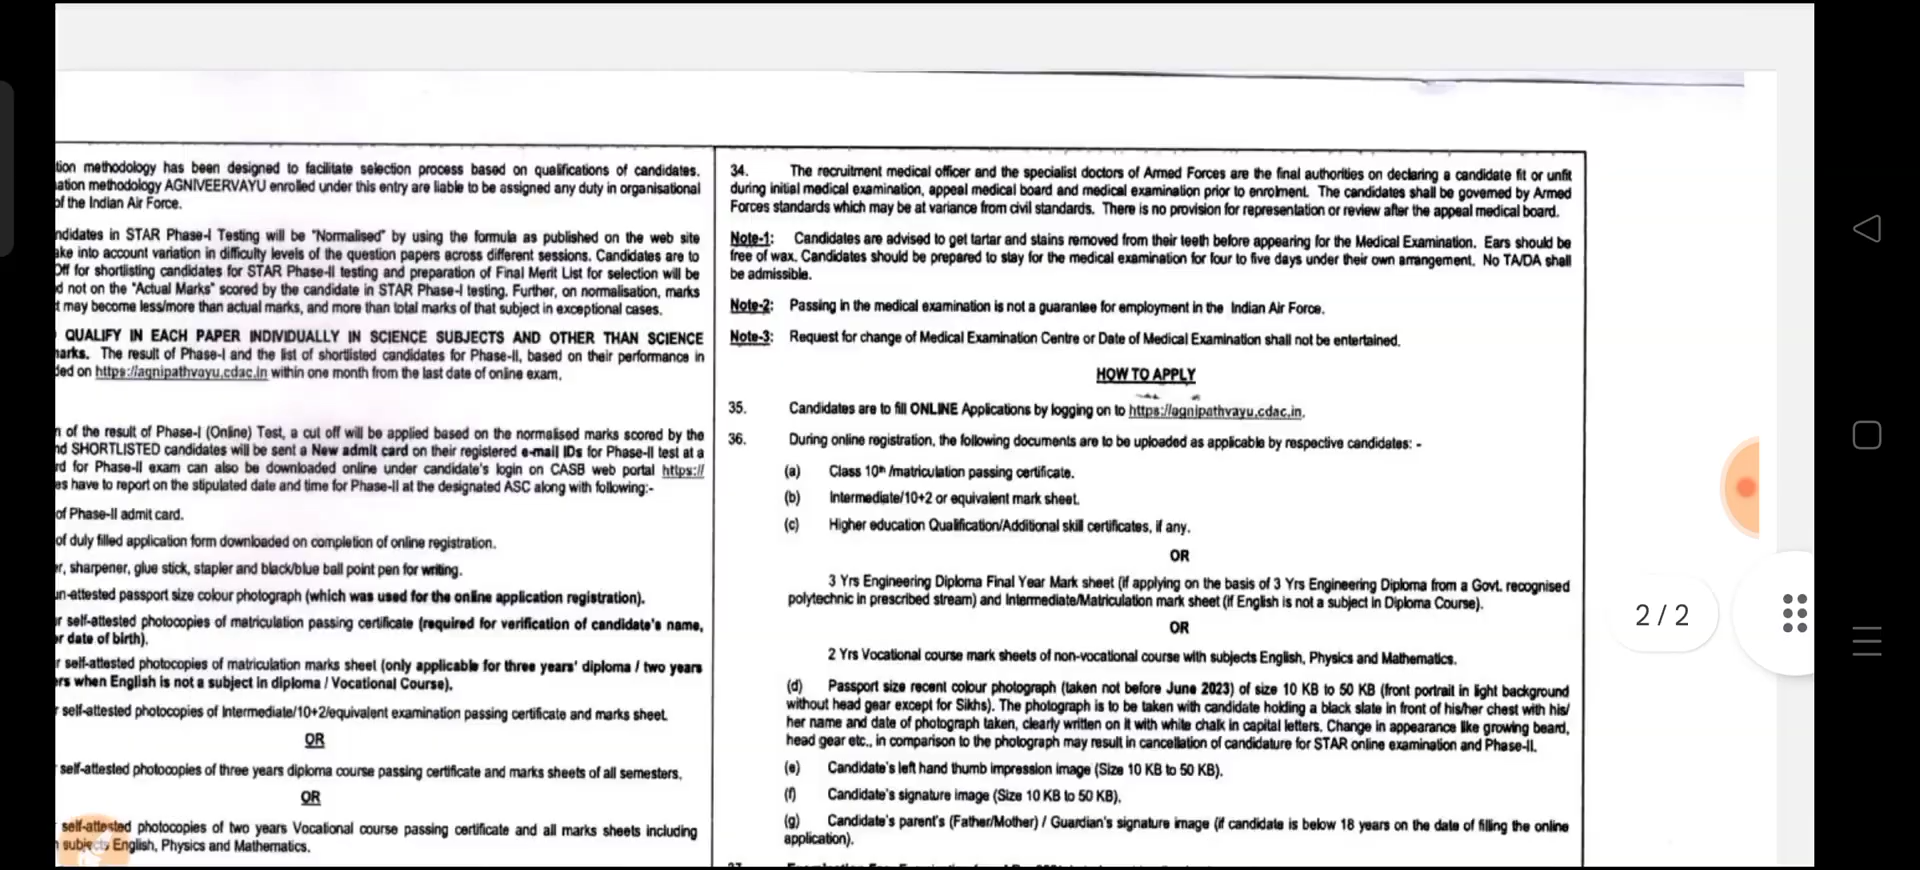 tion methodology has been designed to facilitate selection process based on qualifications of candidates.
ation methodology AGNIVEERVAYU enrolled under this entry are liable to be assigned any duty in organisational
of the Indian Air Force.
ndidates in STAR Phase-I Testing will be "Normalised" by using the formula as published on the web site
ake into account variation in difficulty levels of the question papers across different sessions. Candidates are to
Off for shortlisting candidates for STAR Phase-II testing and preparation of Final Merit List for selection will be
d not on the "Actual Marks" scored by the candidate in STAR Phase-I testing. Further, on normalisation, marks
t may become less/more than actual marks, and more than total marks of that subject in exceptional cases.
QUALIFY IN EACH PAPER INDIVIDUALLY IN SCIENCE SUBJECTS AND OTHER THAN SCIENCE
marks. The result of Phase-I and the list of shortlisted candidates for Phase-II, based on their performance in
ded on https://agnipathvayu.cdac.in within one month from the last date of online exam.
n of the result of Phase-I (Online) Test, a cut off will be applied based on the normalised marks scored by the
nd SHORTLISTED candidates will be sent a New admit card on their registered e-mail IDs for Phase-II test at a
rd for Phase-II exam can also be downloaded online under candidate's login on CASB web portal https://
es have to report on the stipulated date and time for Phase-II at the designated ASC along with following:-
of Phase-II admit card.
of duly filled application form downloaded on completion of online registration.
r, sharpener, glue stick, stapler and black/blue ball point pen for writing.
un-attested passport size colour photograph (which was used for the online application registration).
r self-attested photocopies of matriculation passing certificate (required for verification of candidate's name,
r date of birth).
r self-attested photocopies of matriculation marks sheet (only applicable for three years' diploma / two years
rs when English is not a subject in diploma / Vocational Course).
r self-attested photocopies of Intermediate/10+2/equivalent examination passing certificate and marks sheet.
OR
self-attested photocopies of three years diploma course passing certificate and marks sheets of all semesters.
OR
self-attested photocopies of two years Vocational course passing certificate and all marks sheets including
n subjects English, Physics and Mathematics.
34. The recruitment medical officer and the specialist doctors of Armed Forces are the final authorities on declaring a candidate fit or unfit
during initial medical examination, appeal medical board and medical examination prior to enrolment. The candidates shall be governed by Armed
Forces standards which may be at variance from civil standards. There is no provision for representation or review after the appeal medical board.
Note-1: Candidates are advised to get tartar and stains removed from their teeth before appearing for the Medical Examination. Ears should be
free of wax. Candidates should be prepared to stay for the medical examination for four to five days under their own arrangement. No TA/DA shall
be admissible.
Note-2: Passing in the medical examination is not a guarantee for employment in the Indian Air Force.
Note-3: Request for change of Medical Examination Centre or Date of Medical Examination shall not be entertained.
HOW TO APPLY
35. Candidates are to fill ONLINE Applications by logging on to https://agnipathvayu.cdac.in.
36. During online registration, the following documents are to be uploaded as applicable by respective candidates: -
(a) Class 10th /matriculation passing certificate.
(b) Intermediate/10+2 or equivalent mark sheet.
(c) Higher education Qualification/Additional skill certificates, if any.
OR
3 Yrs Engineering Diploma Final Year Mark sheet (if applying on the basis of 3 Yrs Engineering Diploma from a Govt. recognised
polytechnic in prescribed stream) and Intermediate/Matriculation mark sheet (if English is not a subject in Diploma Course).
OR
2 Yrs Vocational course mark sheets of non-vocational course with subjects English, Physics and Mathematics.
(d) Passport size recent colour photograph (taken not before June 2023) of size 10 KB to 50 KB (front portrait in light background
without head gear except for Sikhs). The photograph is to be taken with candidate holding a black slate in front of his/her chest with his/
her name and date of photograph taken, clearly written on it with white chalk in capital letters. Change in appearance like growing beard,
head gear etc., in comparison to the photograph may result in cancellation of candidature for STAR online examination and Phase-II.
(e) Candidate's left hand thumb impression image (Size 10 KB to 50 KB).
(f) Candidate's signature image (Size 10 KB to 50 KB).
(g) Candidate's parent's (Father/Mother) / Guardian's signature image (if candidate is below 18 years on the date of filling the online
application).
2 / 2